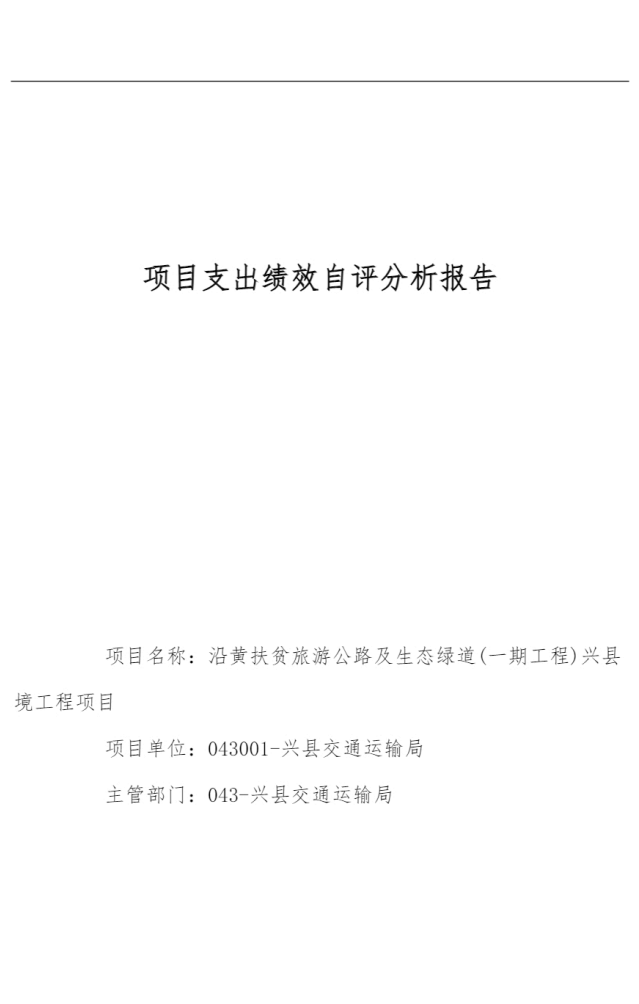 项目支出绩效自评分析报告
项目名称：沿黄扶贫旅游公路及生态绿道(一期工程)兴县
境工程项目
项目单位：043001-兴县交通运输局
主管部门：043-兴县交通运输局